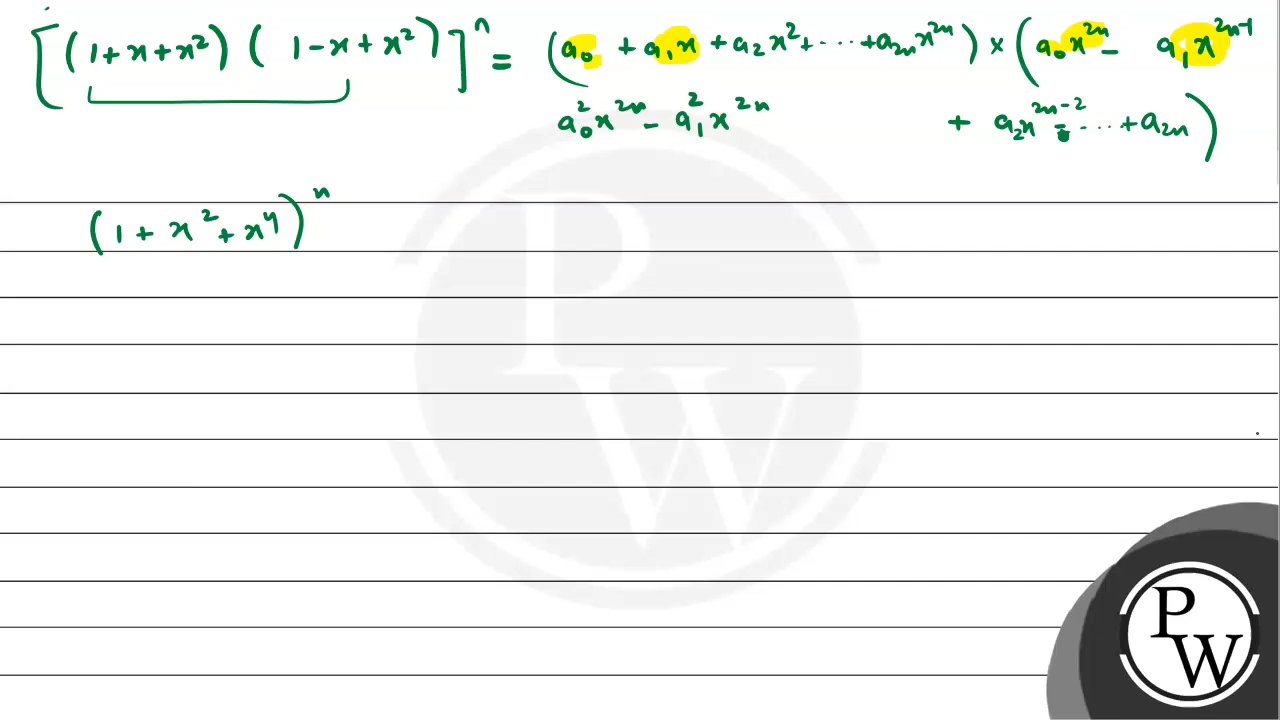 [(1+x+x²)(1-x+x²)]ⁿ = (a₀ + a₁x + a₂x² + ... + a₂ₙx²ⁿ) × (a₀x²ⁿ - a₁x²ⁿ⁻¹
a₀²x²ⁿ - a₁²x²ⁿ + a₂x²ⁿ⁻² - ... + a₂ₙ)
(1 + x² + x⁴)ⁿ
P
W
P
W